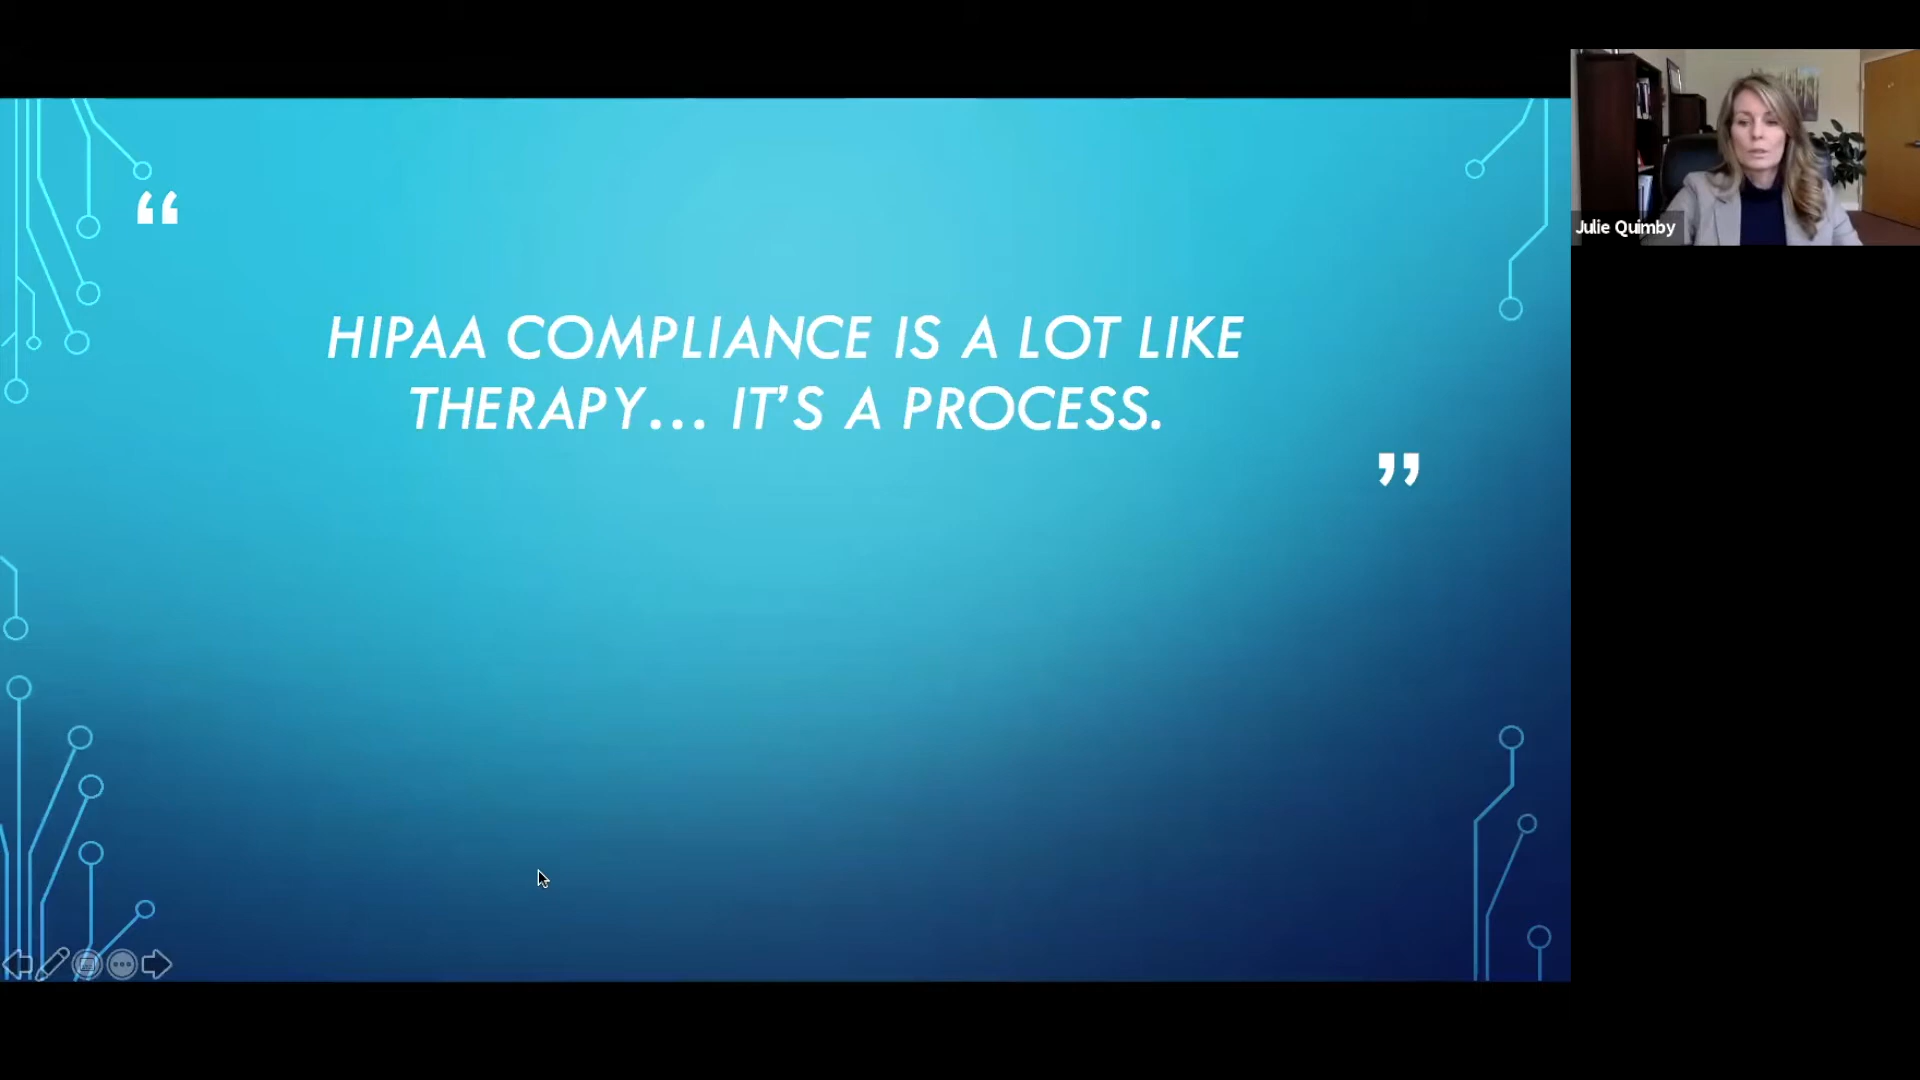 “
HIPAA COMPLIANCE IS A LOT LIKE
THERAPY... IT’S A PROCESS.
”
Julie Quimby